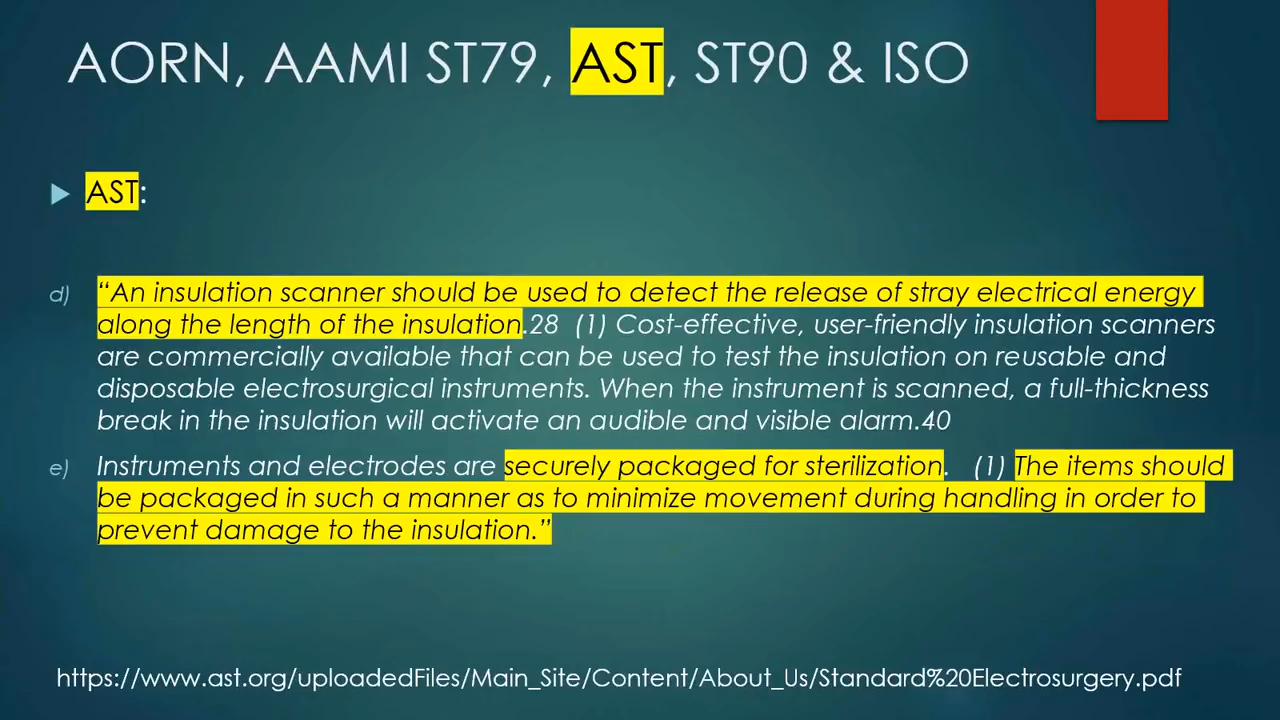 AORN, AAMI ST79, AST, ST90 & ISO
AST:
d) “An insulation scanner should be used to detect the release of stray electrical energy
along the length of the insulation.28 (1) Cost-effective, user-friendly insulation scanners
are commercially available that can be used to test the insulation on reusable and
disposable electrosurgical instruments. When the instrument is scanned, a full-thickness
break in the insulation will activate an audible and visible alarm.40
e) Instruments and electrodes are securely packaged for sterilization. (1) The items should
be packaged in such a manner as to minimize movement during handling in order to
prevent damage to the insulation.”
https://www.ast.org/uploadedFiles/Main_Site/Content/About_Us/Standard%20Electrosurgery.pdf